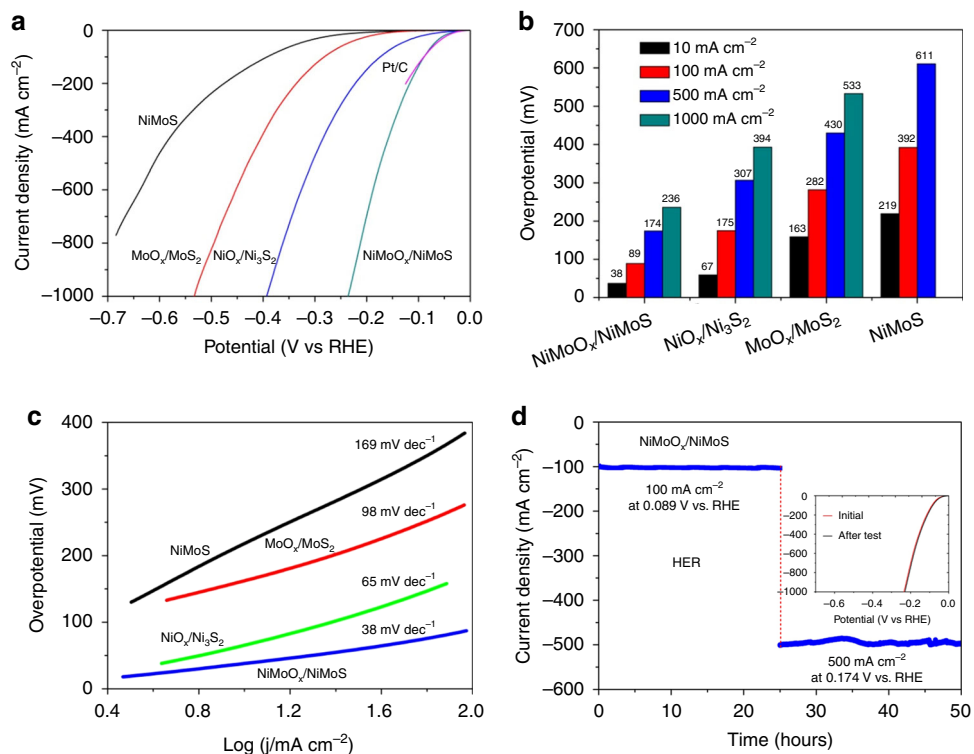 a
Current density (mA cm⁻²)
0
−200
−400
−600
−800
−1000
NiMoS
Pt/C
MoOₓ/MoS₂
NiOₓ/Ni₃S₂
NiMoOₓ/NiMoS
−0.7
−0.6
−0.5
−0.4
−0.3
−0.2
−0.1
0.0
Potential (V vs RHE)
b
Overpotential (mV)
700
600
500
400
300
200
100
0
10 mA cm⁻²
100 mA cm⁻²
500 mA cm⁻²
1000 mA cm⁻²
38
89
174
236
67
175
307
394
163
282
430
533
219
392
611
NiMoOₓ/NiMoS
NiOₓ/Ni₃S₂
MoOₓ/MoS₂
NiMoS
c
Overpotential (mV)
400
300
200
100
0
169 mV dec⁻¹
98 mV dec⁻¹
NiMoS
MoOₓ/MoS₂
65 mV dec⁻¹
NiOₓ/Ni₃S₂
38 mV dec⁻¹
NiMoOₓ/NiMoS
0.4
0.8
1.2
1.6
2.0
Log (j/mA cm⁻²)
d
Current density (mA cm⁻²)
0
−100
−200
−300
−400
−500
−600
NiMoOₓ/NiMoS
100 mA cm⁻²
at 0.089 V vs. RHE
HER
0
−200
−400
−600
−800
−1000
Initial
After test
−0.6
−0.4
−0.2
0.0
Potential (V vs RHE)
500 mA cm⁻²
at 0.174 V vs. RHE
0
10
20
30
40
50
Time (hours)